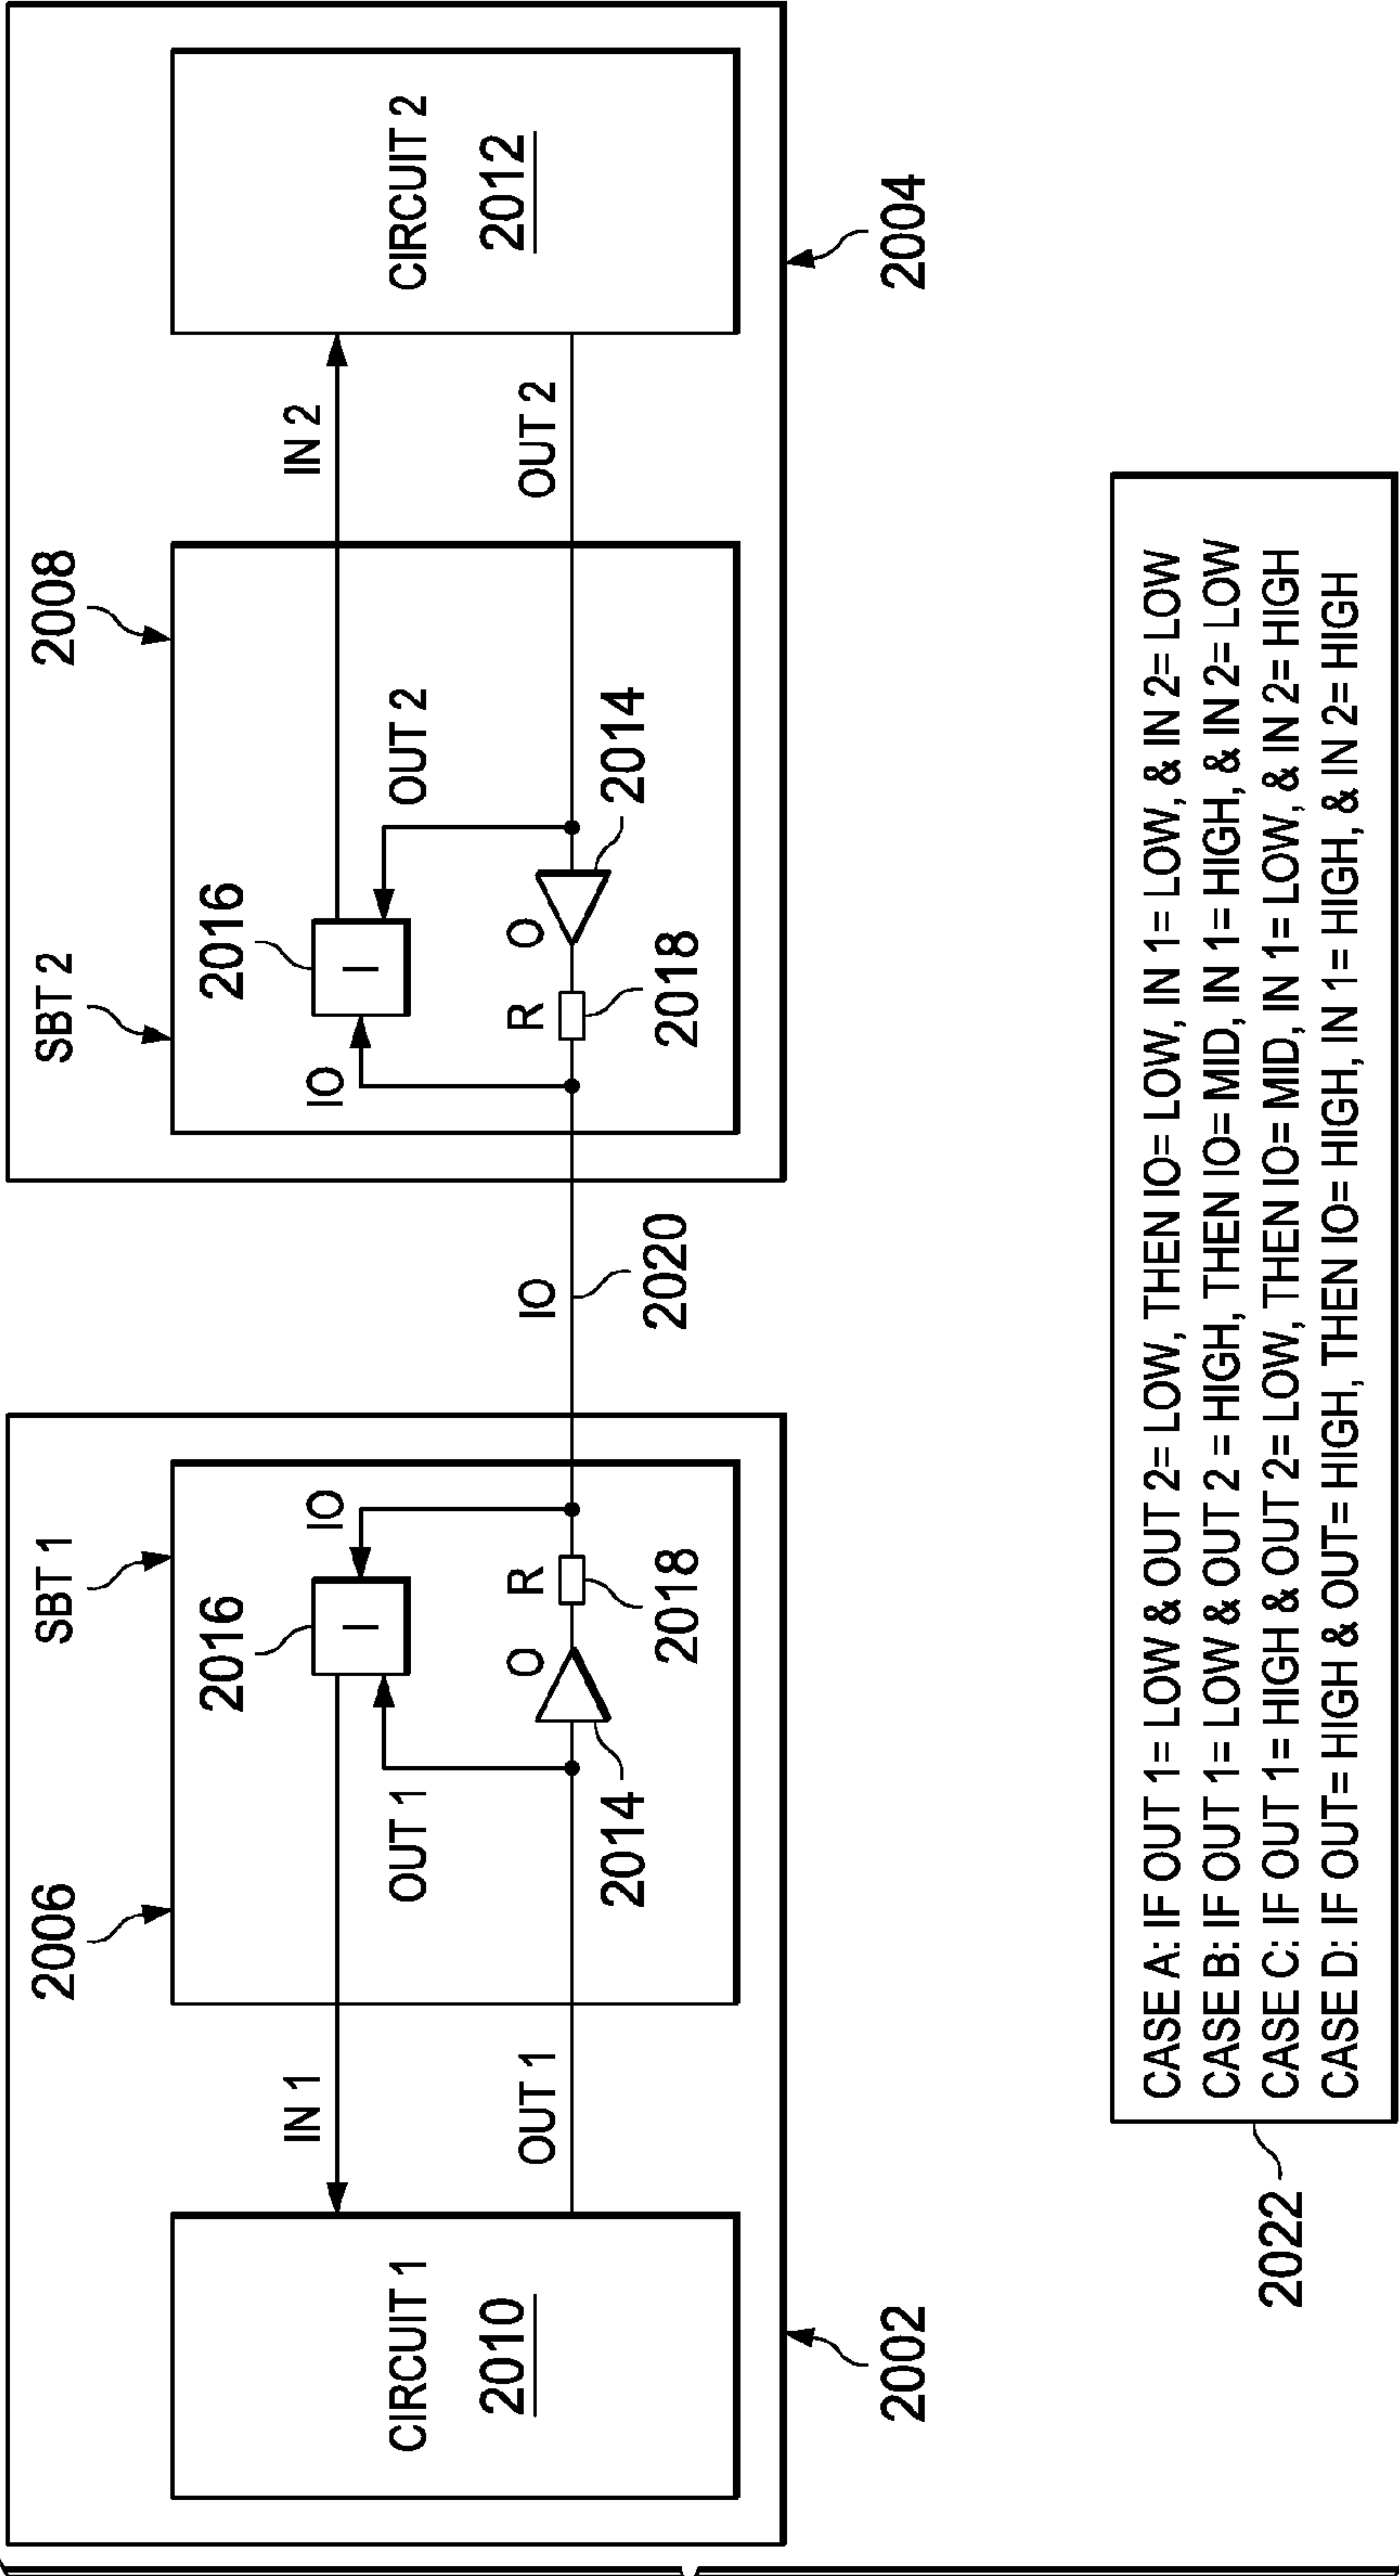 SBT 1
2006
2016
IO
IN 1
OUT 1
O
R
CIRCUIT 1
2010
OUT 1
2014
2018
2002
IO
2020
SBT 2
2008
2016
IO
OUT 2
IN 2
R
O
OUT 2
CIRCUIT 2
2012
2018
2014
2004
CASE A: IF OUT 1= LOW & OUT 2= LOW, THEN IO= LOW, IN 1= LOW, & IN 2= LOW
CASE B: IF OUT 1= LOW & OUT 2 = HIGH, THEN IO= MID, IN 1= HIGH, & IN 2= LOW
CASE C: IF OUT 1= HIGH & OUT 2= LOW, THEN IO= MID, IN 1= LOW, & IN 2= HIGH
CASE D: IF OUT= HIGH & OUT= HIGH, THEN IO= HIGH, IN 1= HIGH, & IN 2= HIGH
2022
I
I